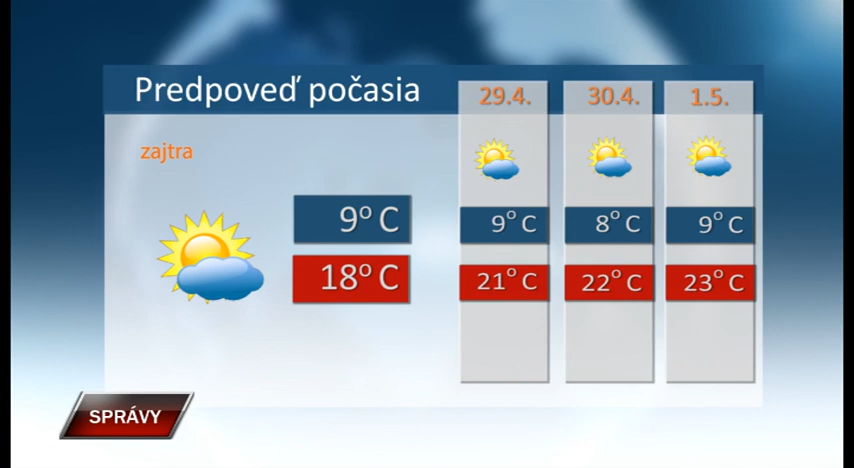 Predpoveď počasia
zajtra
9° C
18° C
29.4.
9° C
21° C
30.4.
8° C
22° C
1.5.
9° C
23° C
SPRÁVY